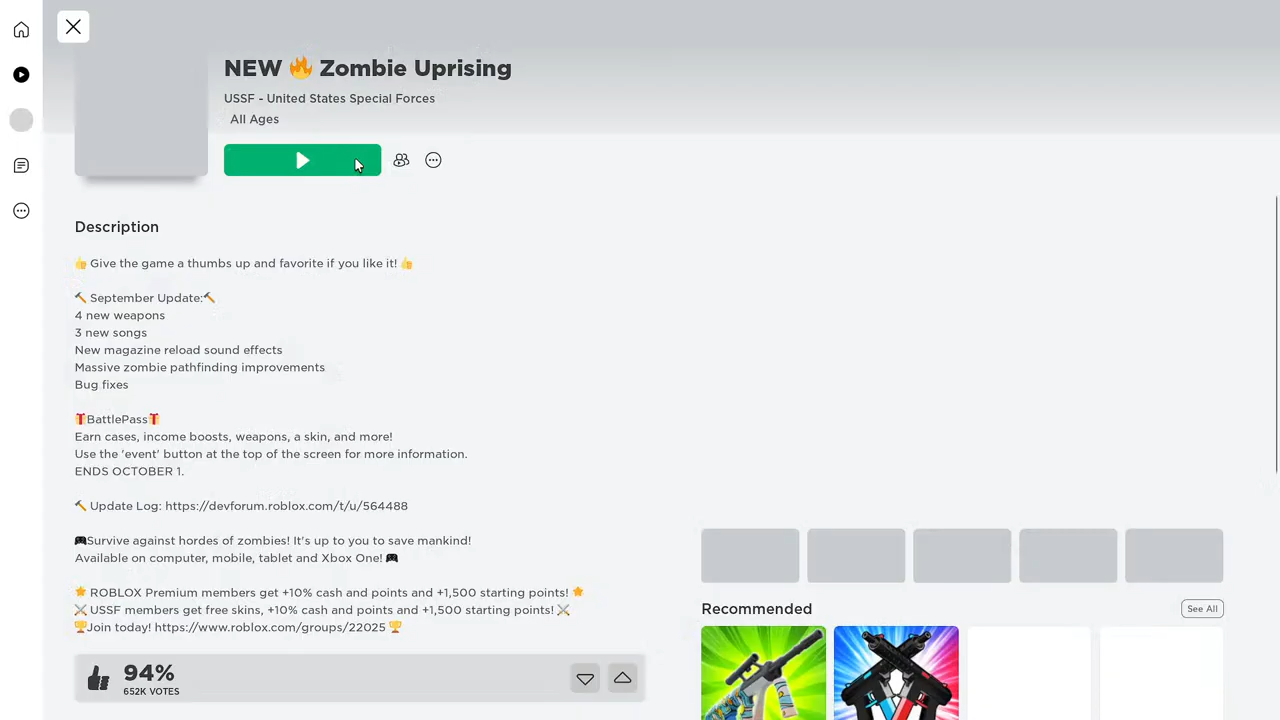 NEW 🔥 Zombie Uprising
USSF - United States Special Forces
All Ages
Description
👍 Give the game a thumbs up and favorite if you like it! 👍
🔨 September Update:🔨
4 new weapons
3 new songs
New magazine reload sound effects
Massive zombie pathfinding improvements
Bug fixes
🎁BattlePass🎁
Earn cases, income boosts, weapons, a skin, and more!
Use the 'event' button at the top of the screen for more information.
ENDS OCTOBER 1.
🔨 Update Log: https://devforum.roblox.com/t/u/564488
🎮Survive against hordes of zombies! It's up to you to save mankind!
Available on computer, mobile, tablet and Xbox One! 🎮
⭐ ROBLOX Premium members get +10% cash and points and +1,500 starting points! ⭐
⚔️ USSF members get free skins, +10% cash and points and +1,500 starting points! ⚔️
🏆Join today! https://www.roblox.com/groups/22025 🏆
94%
652K VOTES
Recommended
See All